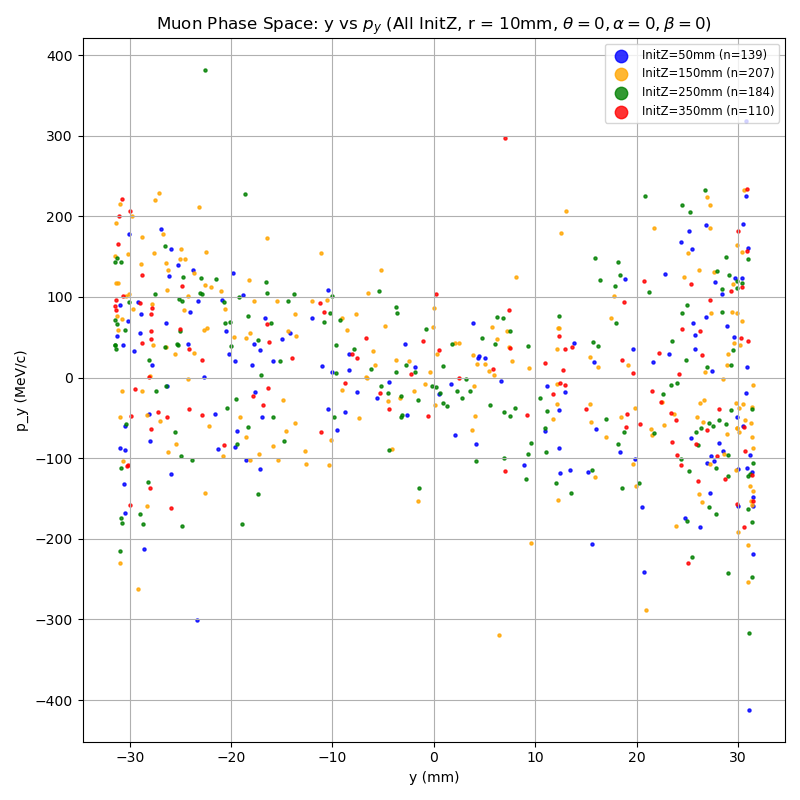 Muon Phase Space: y vs p_y (All InitZ, r = 10mm, θ = 0, α = 0, β = 0)
InitZ=50mm (n=139)
InitZ=150mm (n=207)
InitZ=250mm (n=184)
InitZ=350mm (n=110)
400
300
200
100
0
−100
−200
−300
−400
p_y (MeV/c)
−30 −20 −10 0 10 20 30
y (mm)